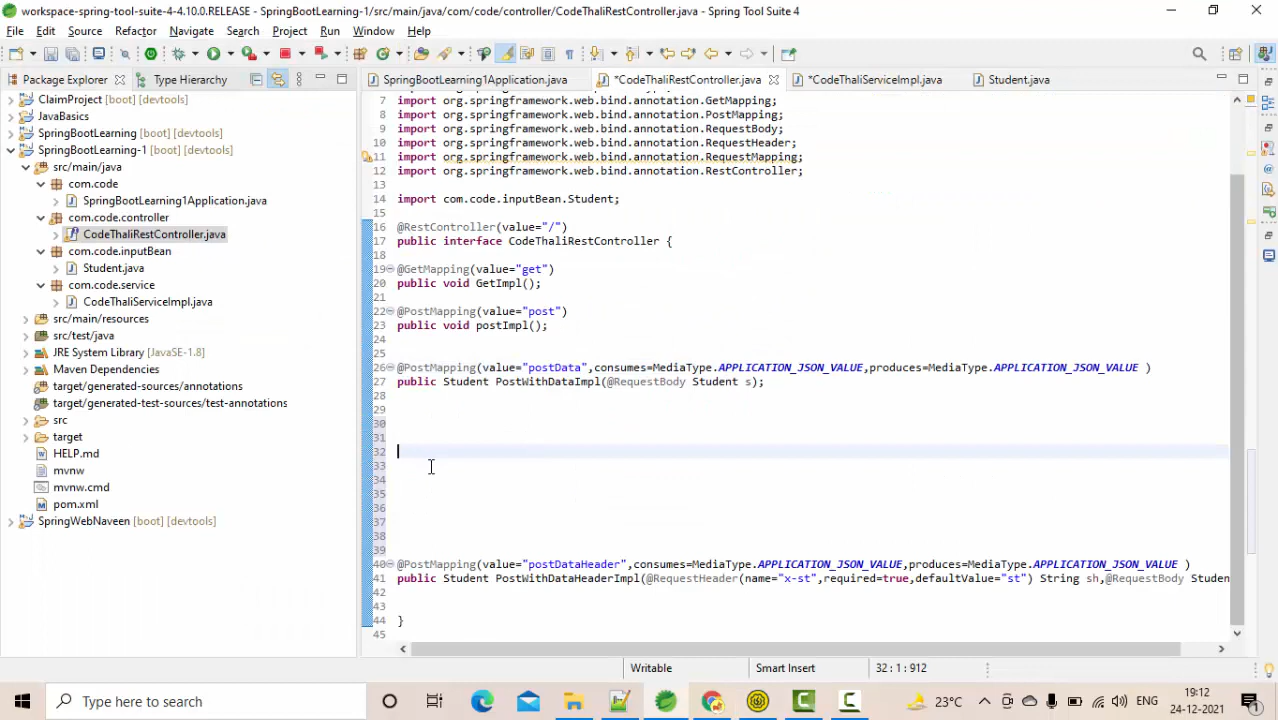 workspace-spring-tool-suite-4-4.10.0.RELEASE - SpringBootLearning-1/src/main/java/com/code/controller/CodeThaliRestController.java - Spring Tool Suite 4
File Edit Source Refactor Navigate Search Project Run Window Help
Package Explorer Type Hierarchy
SpringBootLearning1Application.java *CodeThaliRestController.java *CodeThaliServiceImpl.java Student.java
ClaimProject [boot] [devtools]
JavaBasics
SpringBootLearning [boot] [devtools]
SpringBootLearning-1 [boot] [devtools]
src/main/java
com.code
SpringBootLearning1Application.java
com.code.controller
CodeThaliRestController.java
com.code.inputBean
Student.java
com.code.service
CodeThaliServiceImpl.java
src/main/resources
src/test/java
JRE System Library [JavaSE-1.8]
Maven Dependencies
target/generated-sources/annotations
target/generated-test-sources/test-annotations
src
target
HELP.md
mvnw
mvnw.cmd
pom.xml
SpringWebNaveen [boot] [devtools]
7 import org.springframework.web.bind.annotation.GetMapping;
8 import org.springframework.web.bind.annotation.PostMapping;
9 import org.springframework.web.bind.annotation.RequestBody;
10 import org.springframework.web.bind.annotation.RequestHeader;
11 import org.springframework.web.bind.annotation.RequestMapping;
12 import org.springframework.web.bind.annotation.RestController;
13
14 import com.code.inputBean.Student;
15
16 @RestController(value="/")
17 public interface CodeThaliRestController {
18
19 @GetMapping(value="get")
20 public void GetImpl();
21
22 @PostMapping(value="post")
23 public void postImpl();
24
25
26 @PostMapping(value="postData",consumes=MediaType.APPLICATION_JSON_VALUE,produces=MediaType.APPLICATION_JSON_VALUE )
27 public Student PostWithDataImpl(@RequestBody Student s);
28
29
30
31
32
33
34
35
36
37
38
39
40 @PostMapping(value="postDataHeader",consumes=MediaType.APPLICATION_JSON_VALUE,produces=MediaType.APPLICATION_JSON_VALUE )
41 public Student PostWithDataHeaderImpl(@RequestHeader(name="x-st",required=true,defaultValue="st") String sh,@RequestBody Studen
42
43
44 }
45
Writable Smart Insert 32 : 1 : 912
Type here to search
23°C ENG
19:12
24-12-2021
1